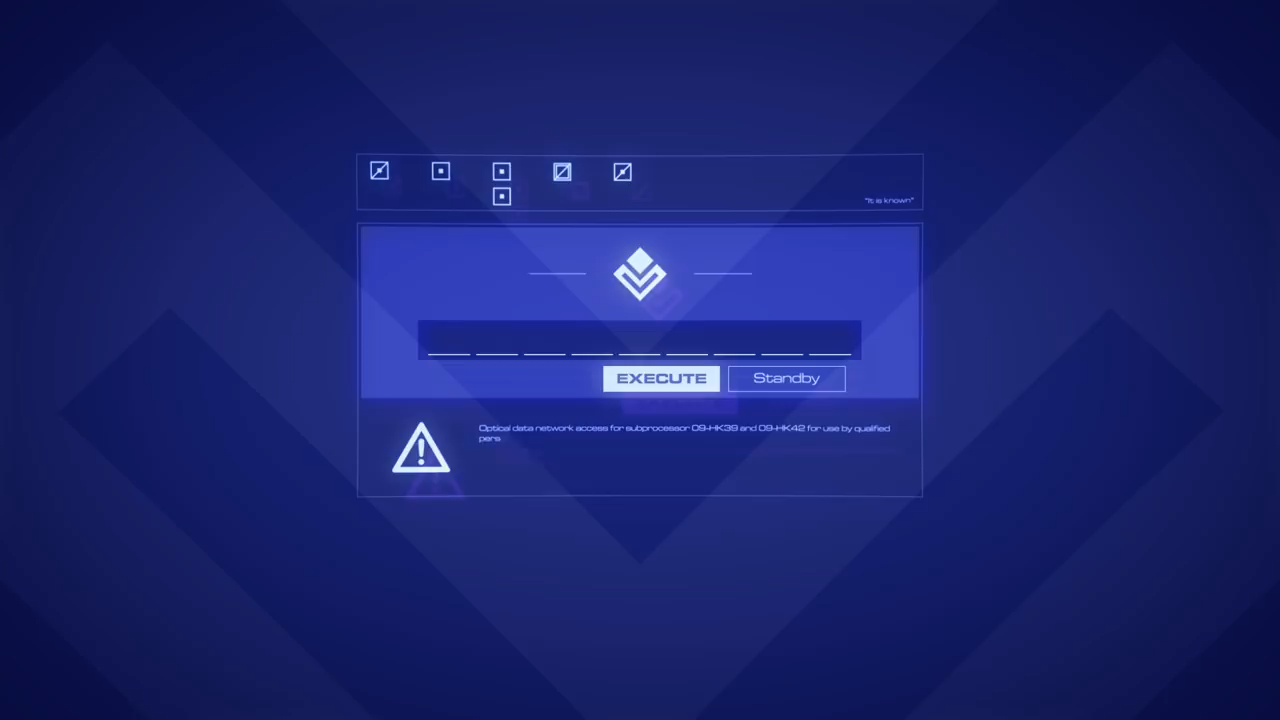 "It is known"
EXECUTE
Standby
Optical data network access for subprocessor 09-HK39 and 09-HK42 for use by qualified
pers